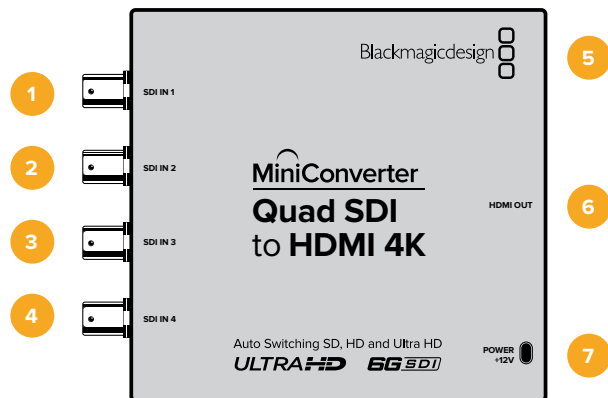 Blackmagicdesign
1
SDI IN 1
5
2
SDI IN 2
MiniConverter
Quad SDI
to HDMI 4K
HDMI OUT
6
3
SDI IN 3
4
SDI IN 4
Auto Switching SD, HD and Ultra HD
ULTRA HD 6G SDI
POWER
+12V
7